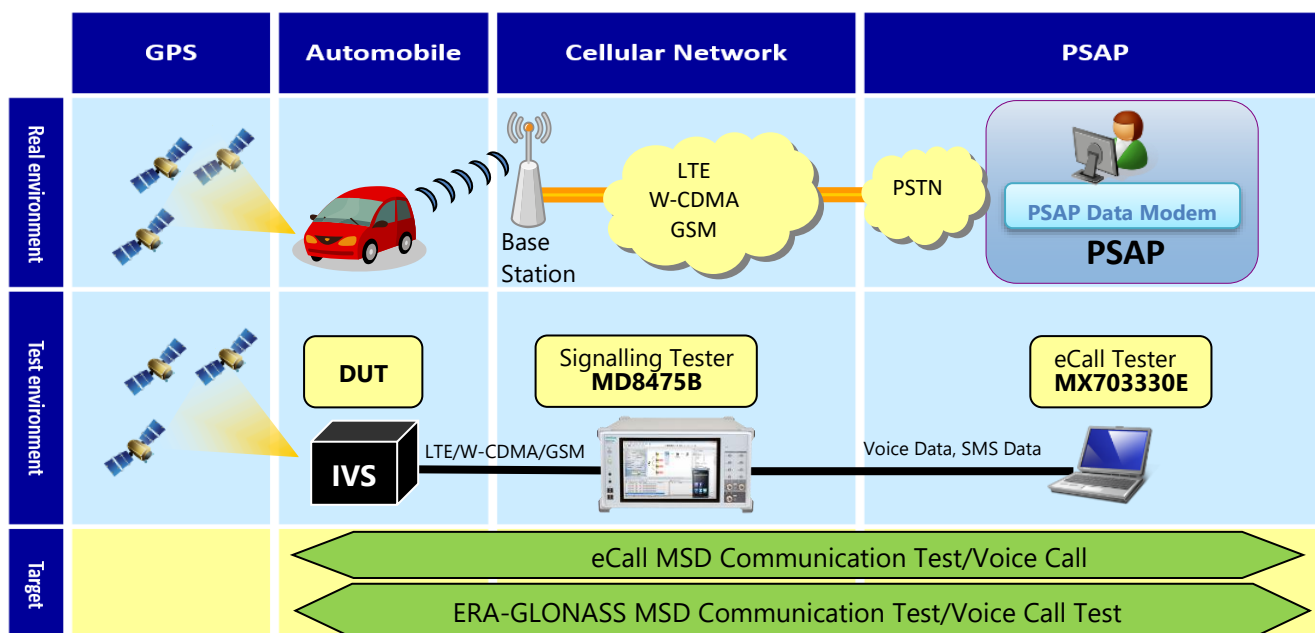 GPS
Automobile
Cellular Network
PSAP
Real environment
LTE
W-CDMA
GSM
PSTN
PSAP Data Modem
PSAP
Base
Station
Test environment
DUT
Signalling Tester
MD8475B
eCall Tester
MX703330E
IVS
LTE/W-CDMA/GSM
Voice Data, SMS Data
Target
eCall MSD Communication Test/Voice Call
ERA-GLONASS MSD Communication Test/Voice Call Test